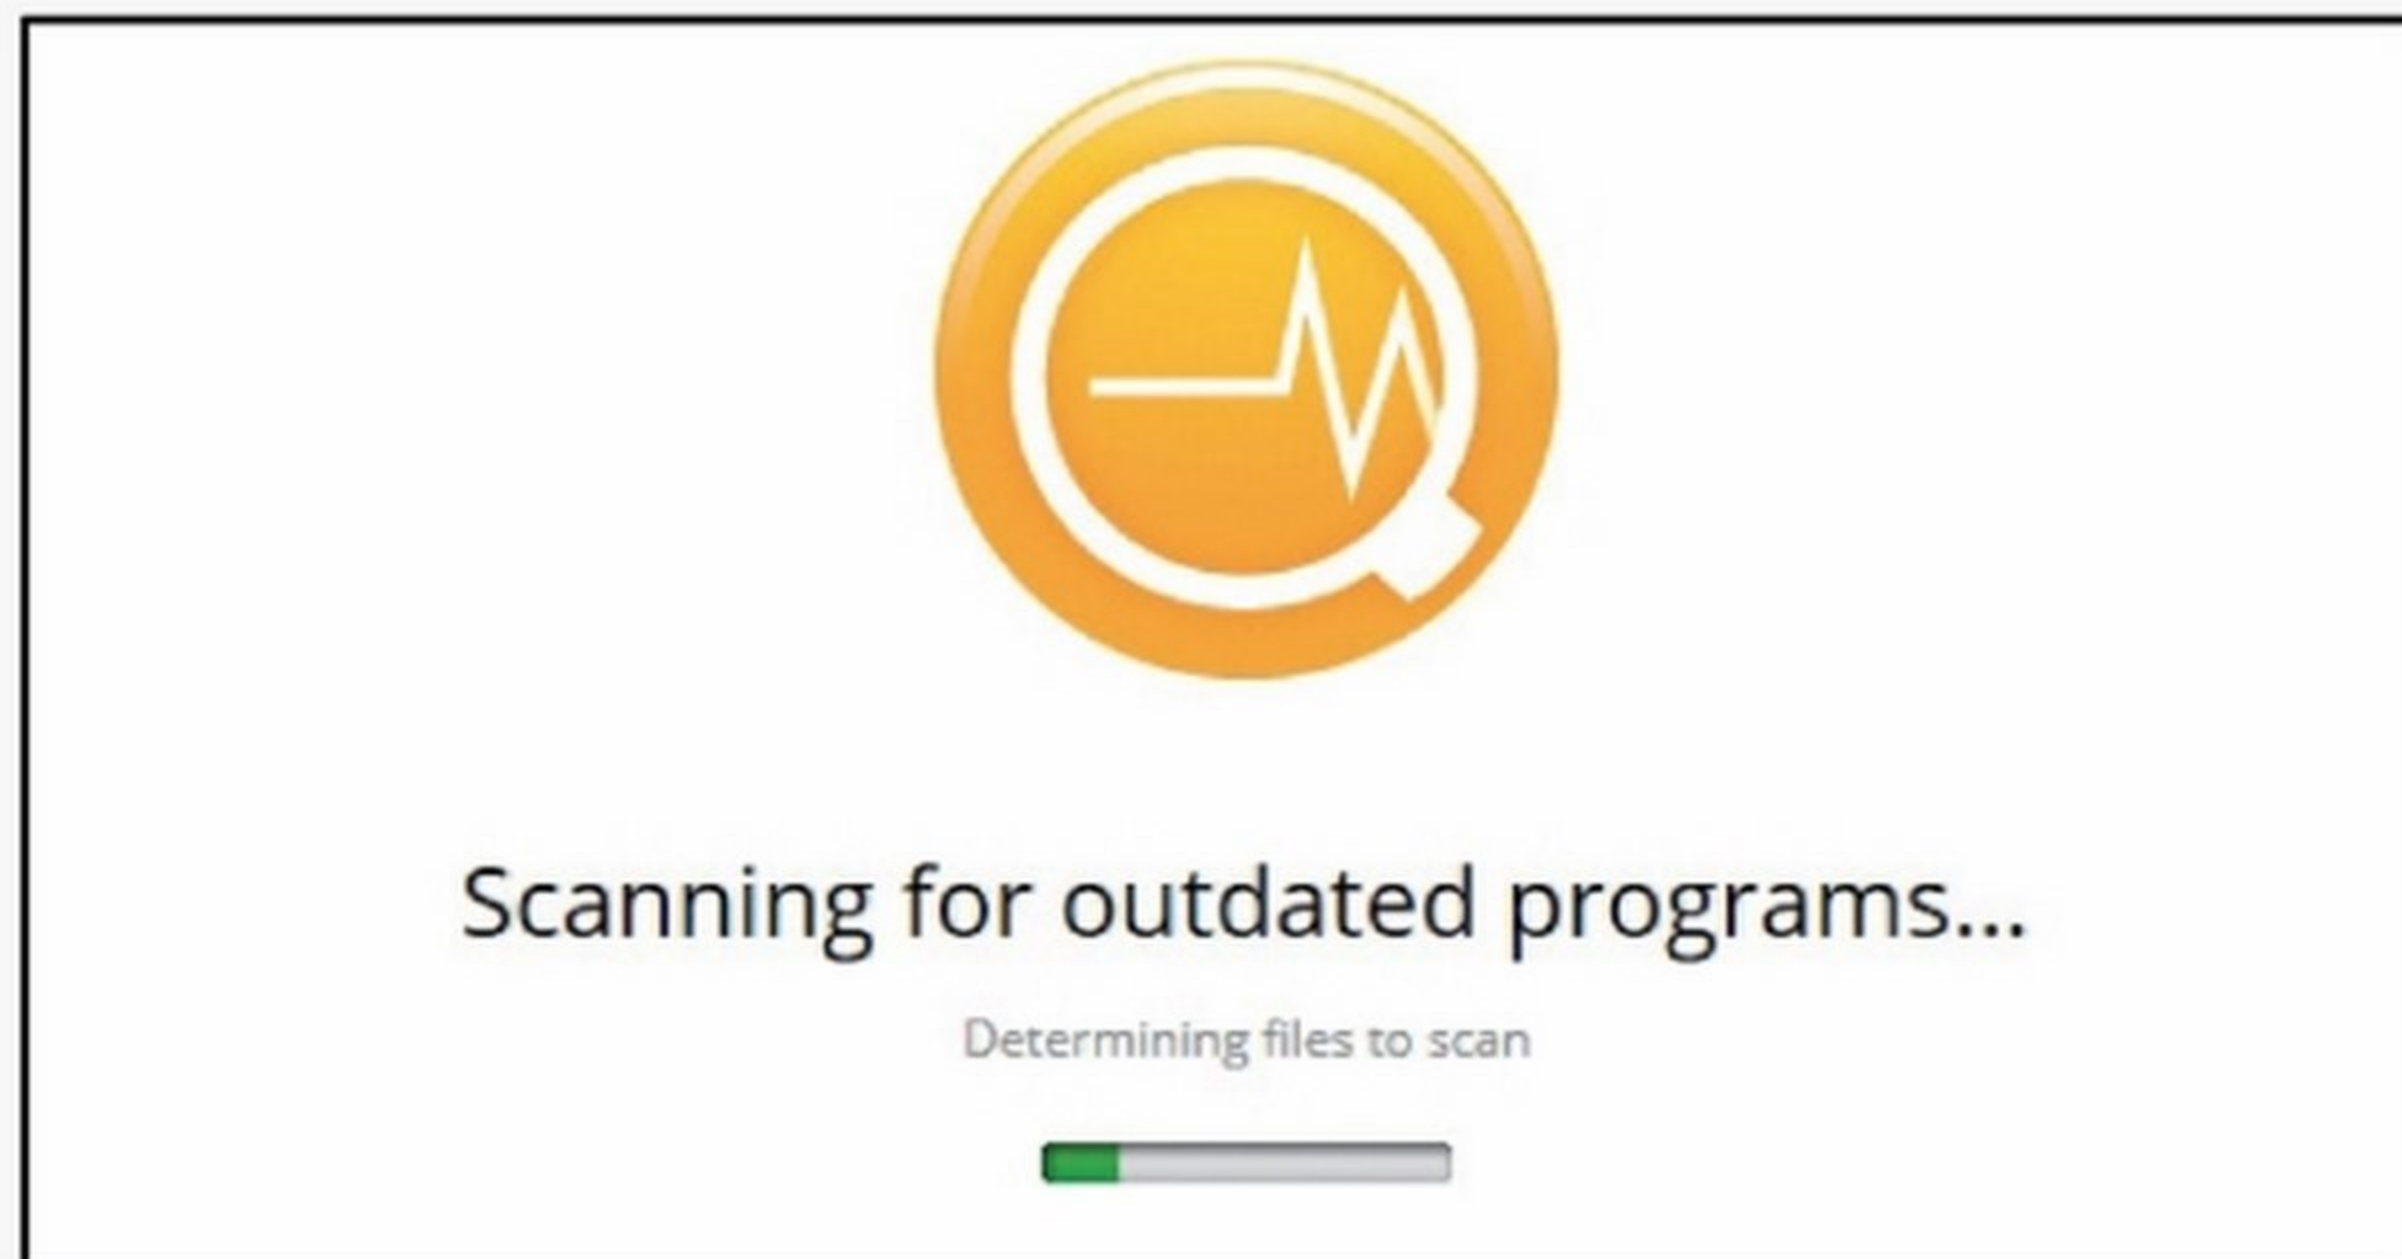 Scanning for outdated programs...
Determining files to scan